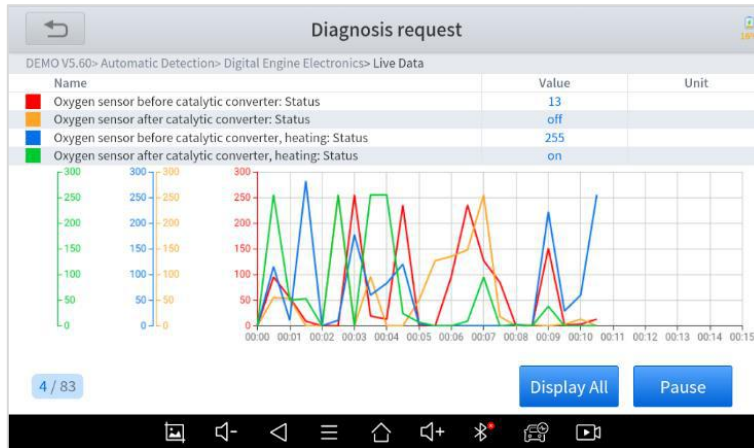 Diagnosis request
DEMO V5.60> Automatic Detection> Digital Engine Electronics> Live Data
Name Value Unit
Oxygen sensor before catalytic converter: Status 13
Oxygen sensor after catalytic converter: Status off
Oxygen sensor before catalytic converter, heating: Status 255
Oxygen sensor after catalytic converter, heating: Status on
300 300 300 300
250 250 250 250
200 200 200 200
150 150 150 150
100 100 100 100
50 50 50 50
0 0 0 0
00:00 00:01 00:02 00:03 00:04 00:05 00:06 00:07 00:08 00:09 00:10 00:11 00:12 00:13 00:14 00:15
4 / 83
Display All
Pause